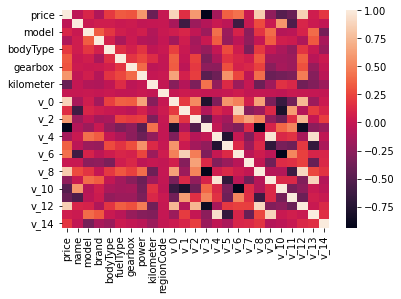 price
model
bodyType
gearbox
kilometer
v_0
v_2
v_4
v_6
v_8
v_10
v_12
v_14
price
name
model
brand
bodyType
fuelType
gearbox
power
kilometer
regionCode
v_0
v_1
v_2
v_3
v_4
v_5
v_6
v_7
v_8
v_9
v_10
v_11
v_12
v_13
v_14
1.00
0.75
0.50
0.25
0.00
−0.25
−0.50
−0.75